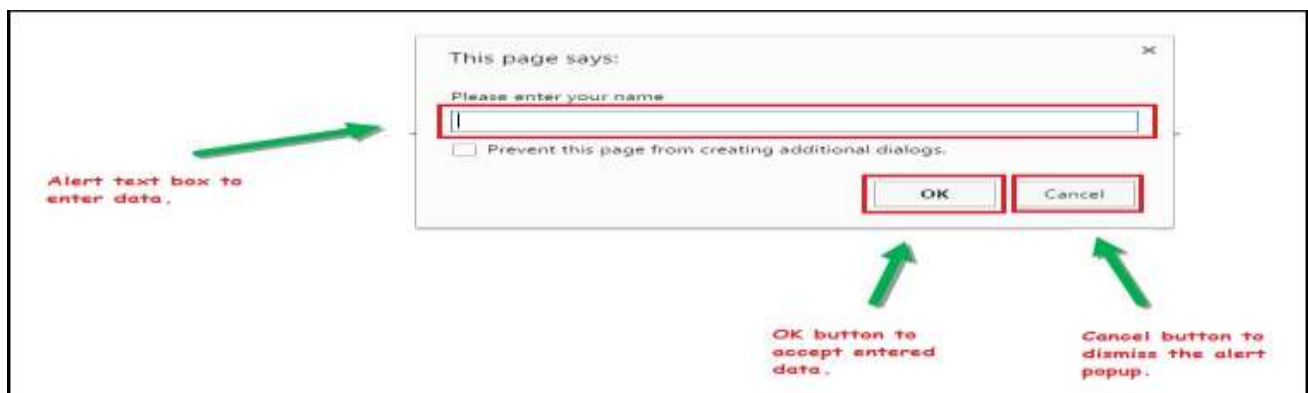 This page says:
Please enter your name
Prevent this page from creating additional dialogs.
OK
Cancel
Alert text box to
enter data.
OK button to
accept entered
data.
Cancel button to
dismiss the alert
popup.